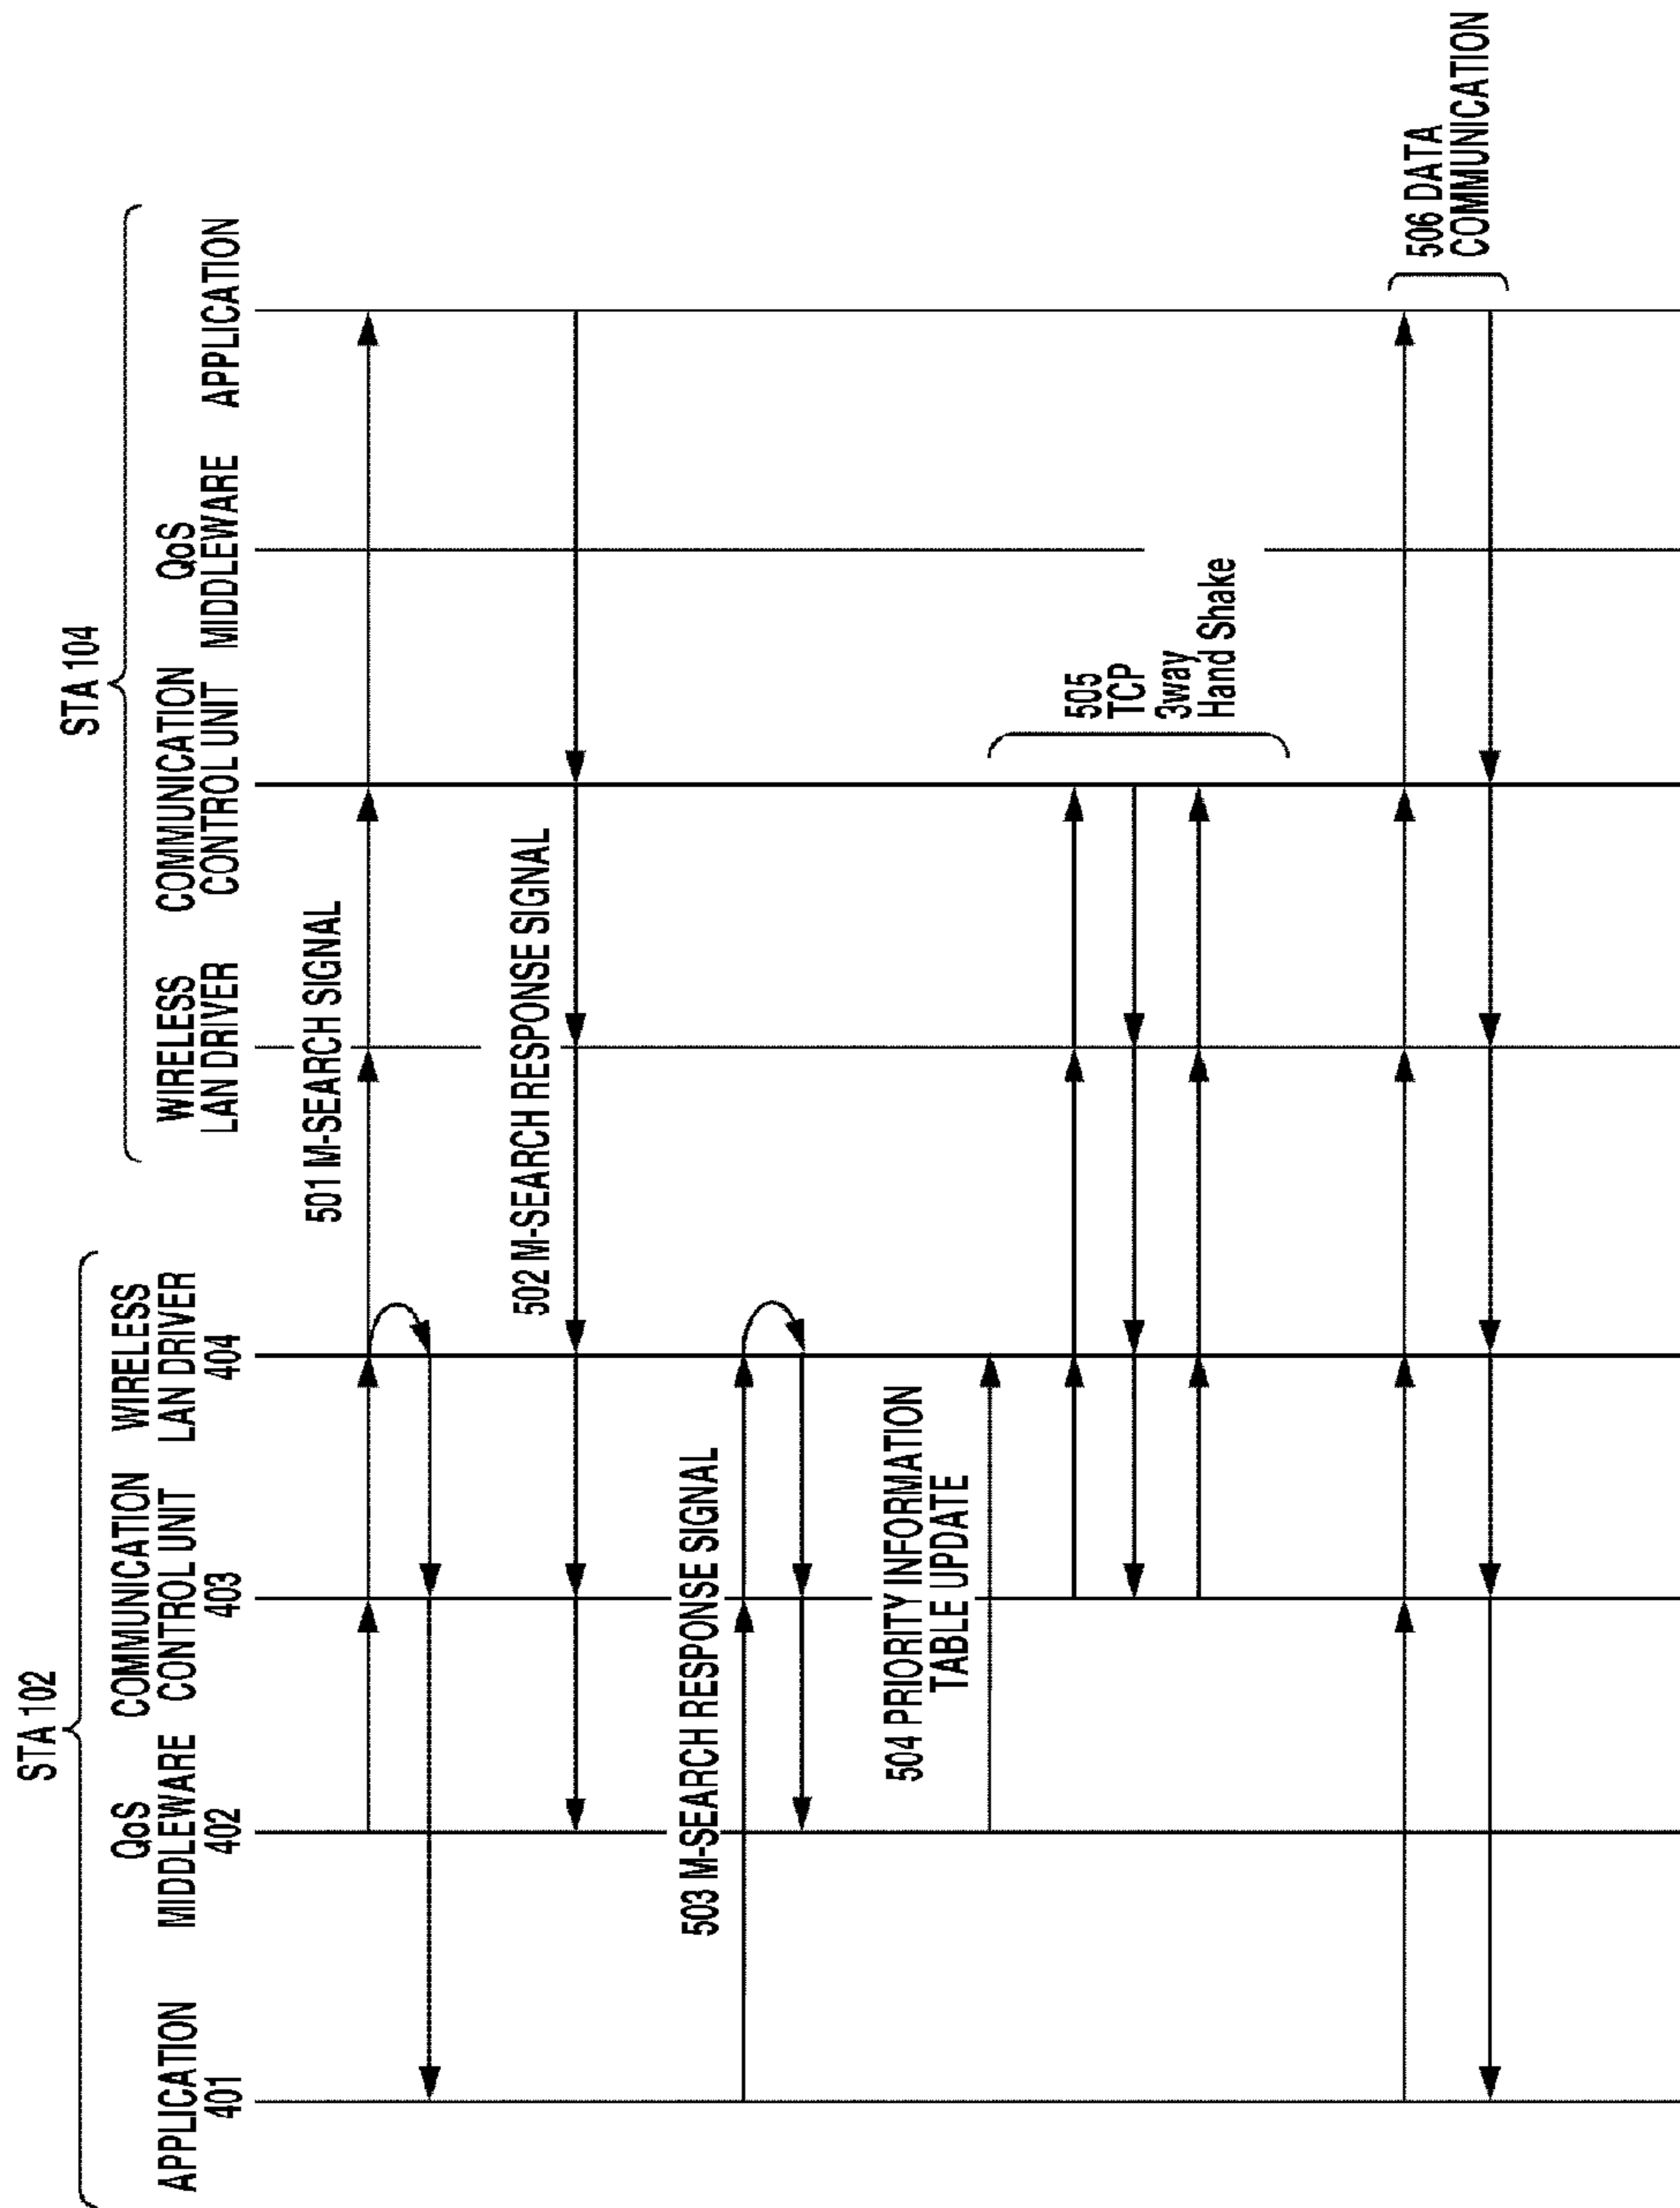 STA 102
STA 104
APPLICATION
401
QoS
MIDDLEWARE
402
COMMUNICATION
CONTROL UNIT
403
WIRELESS
LAN DRIVER
404
WIRELESS
LAN DRIVER
COMMUNICATION
CONTROL UNIT
QoS
MIDDLEWARE
APPLICATION
501 M-SEARCH SIGNAL
502 M-SEARCH RESPONSE SIGNAL
503 M-SEARCH RESPONSE SIGNAL
504 PRIORITY INFORMATION
TABLE UPDATE
505
TCP
3way
Hand Shake
506 DATA
COMMUNICATION